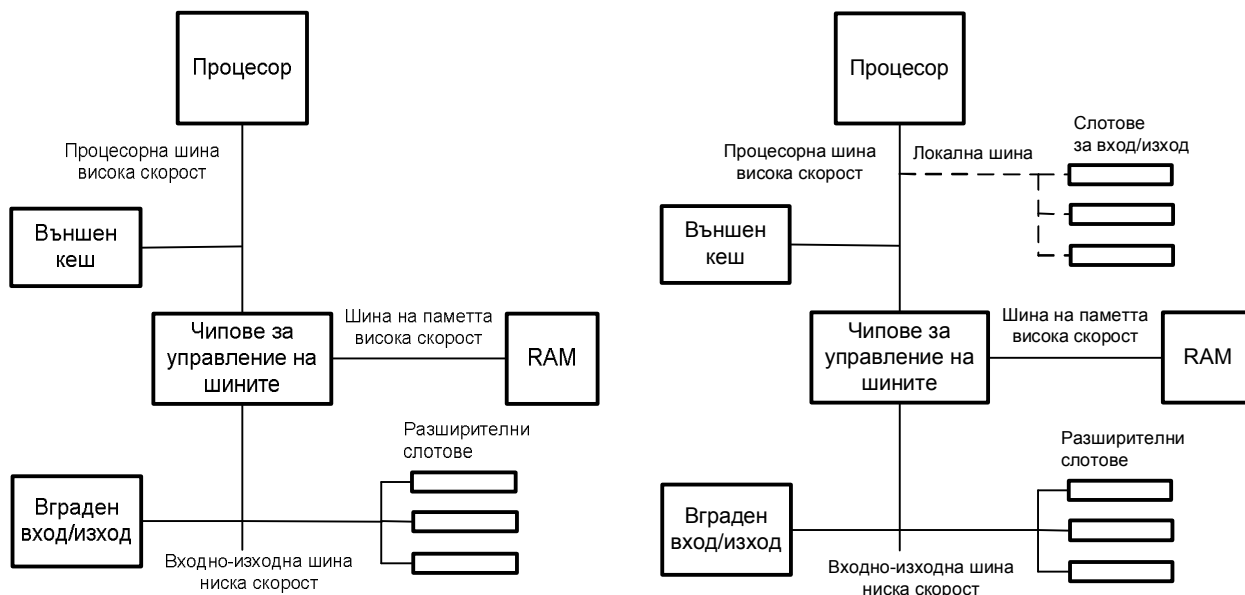 Процесор
Процесорна шина
висока скорост
Външен
кеш
Чипове за
управление на
шините
Шина на паметта
висока скорост
RAM
Разширителни
слотове
Вграден
вход/изход
Входно-изходна шина
ниска скорост
Процесор
Слотове
за вход/изход
Процесорна шина
висока скорост
Локална шина
Външен
кеш
Чипове за
управление на
шините
Шина на паметта
висока скорост
RAM
Разширителни
слотове
Вграден
вход/изход
Входно-изходна шина
ниска скорост